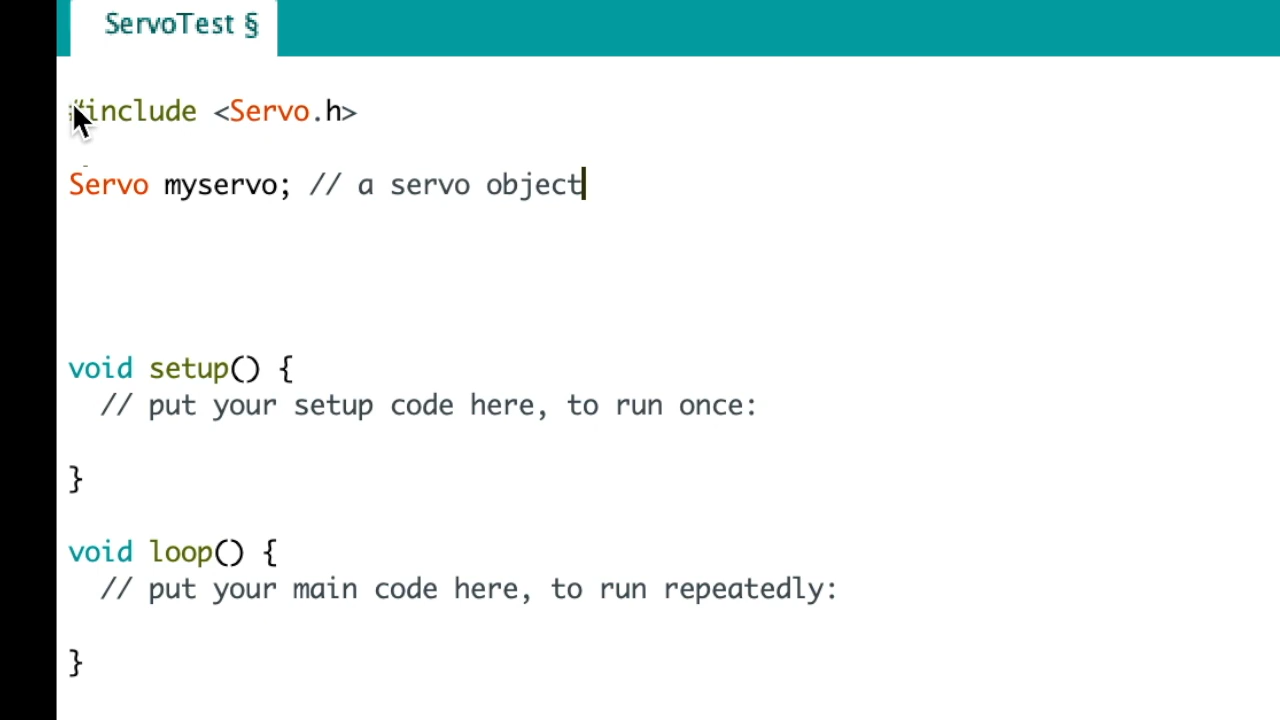 ServoTest §
#include <Servo.h>
Servo myservo; // a servo object
void setup() {
// put your setup code here, to run once:
}
void loop() {
// put your main code here, to run repeatedly:
}